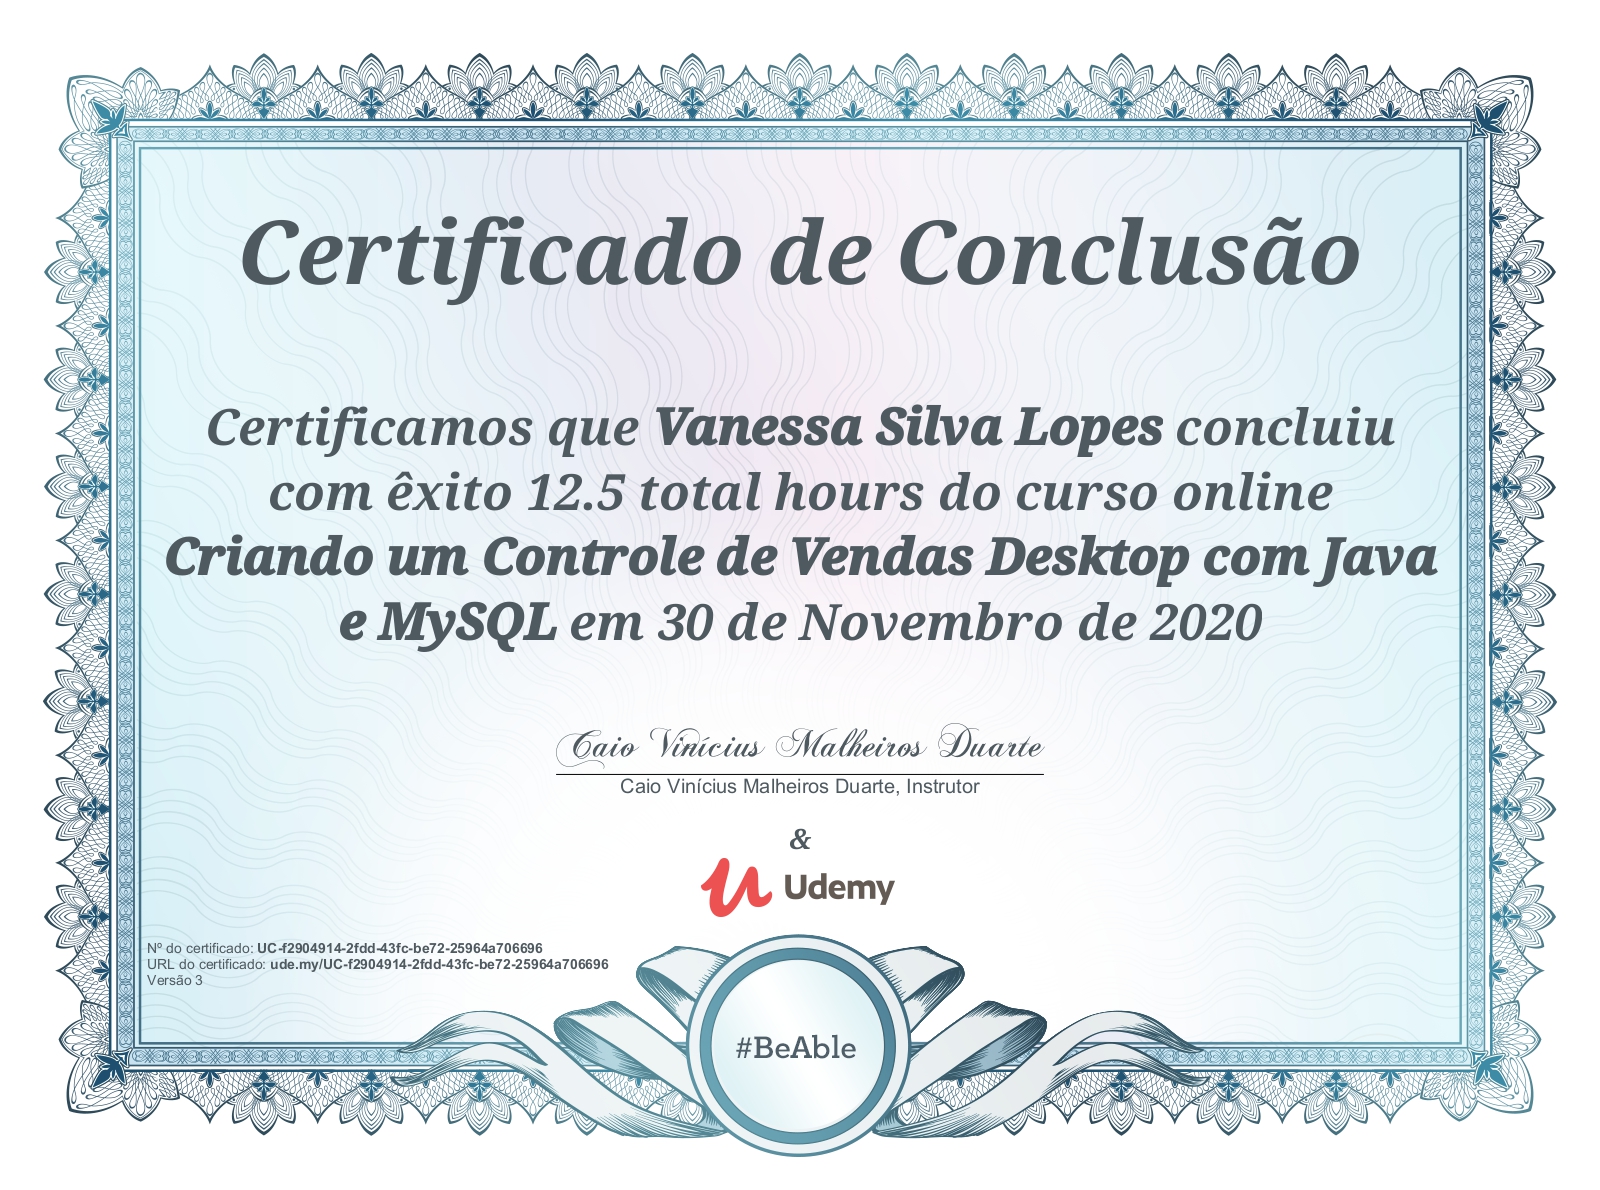 Certificado de Conclusão
Certificamos que Vanessa Silva Lopes concluiu
com êxito 12.5 total hours do curso online
Criando um Controle de Vendas Desktop com Java
e MySQL em 30 de Novembro de 2020
Caio Vinícius Malheiros Duarte
Caio Vinícius Malheiros Duarte, Instrutor
&
Udemy
Nº do certificado: UC-f2904914-2fdd-43fc-be72-25964a706696
URL do certificado: ude.my/UC-f2904914-2fdd-43fc-be72-25964a706696
Versão 3
#BeAble